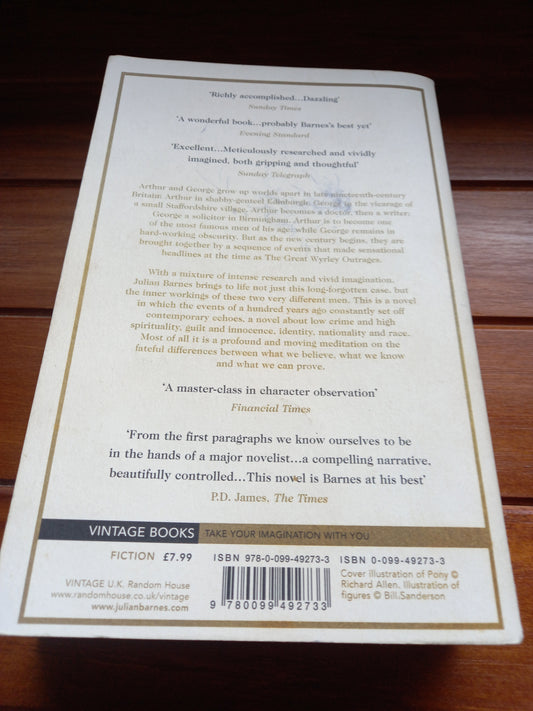 'Richly accomplished...Dazzling'
Sunday Times
'A wonderful book...probably Barnes's best yet'
Evening Standard
'Excellent...Meticulously researched and vividly
imagined, both gripping and thoughtful'
Sunday Telegraph
Arthur and George grow up worlds apart in late nineteenth-century
Britain: Arthur in shabby-genteel Edinburgh, George in the vicarage of
a small Staffordshire village. Arthur becomes a doctor, then a writer;
George a solicitor in Birmingham. Arthur is to become one
of the most famous men of his age while George remains in
hard-working obscurity. But as the new century begins, they are
brought together by a sequence of events that made sensational
headlines at the time as The Great Wyrley Outrages.
With a mixture of intense research and vivid imagination,
Julian Barnes brings to life not just this long-forgotten case, but
the inner workings of these two very different men. This is a novel
in which the events of a hundred years ago constantly set off
contemporary echoes, a novel about low crime and high
spirituality, guilt and innocence, identity, nationality and race.
Most of all it is a profound and moving meditation on the
fateful differences between what we believe, what we know
and what we can prove.
'A master-class in character observation'
Financial Times
'From the first paragraphs we know ourselves to be
in the hands of a major novelist...a compelling narrative,
beautifully controlled...This novel is Barnes at his best'
P.D. James, The Times
VINTAGE BOOKS TAKE YOUR IMAGINATION WITH YOU
FICTION £7.99 ISBN 978-0-099-49273-3 ISBN 0-099-49273-3
VINTAGE U.K. Random House
www.randomhouse.co.uk/vintage
www.julianbarnes.com
9 780099 492733
Cover illustration of Pony ©
Richard Allen. Illustration of
figures © Bill Sanderson